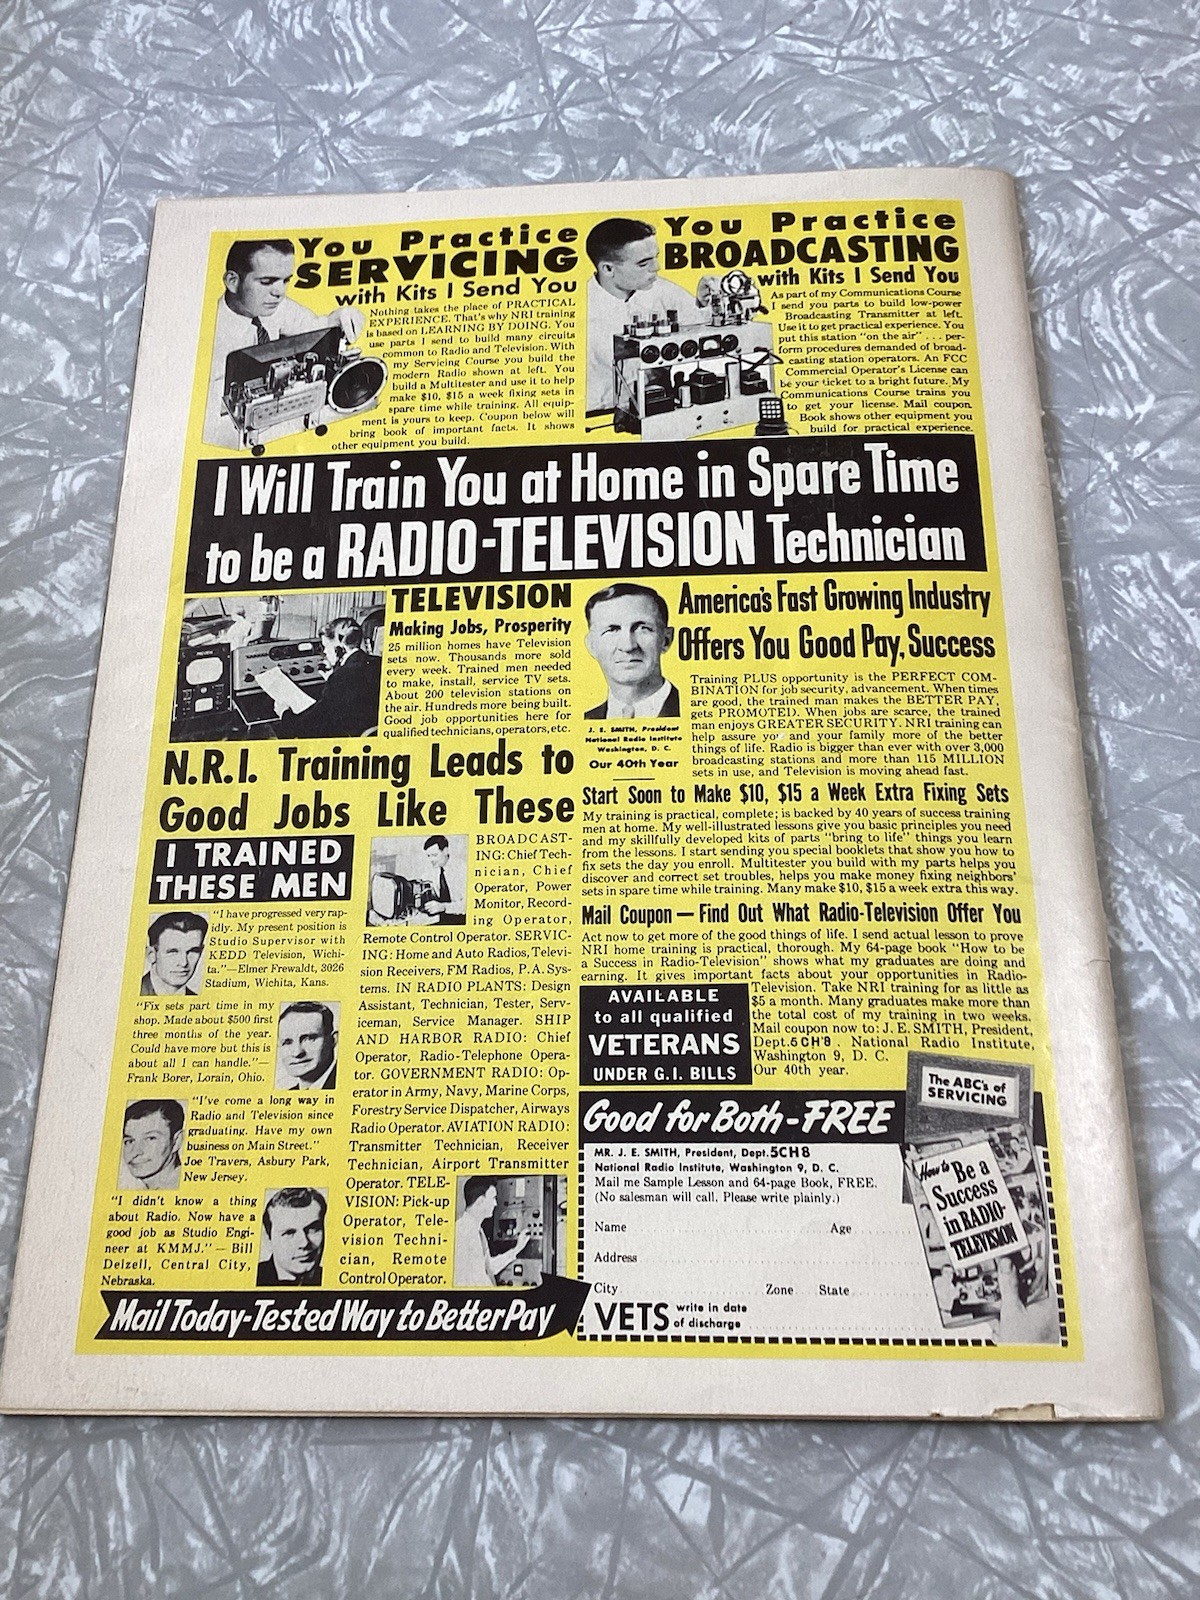 You Practice
SERVICING
with Kits I Send You
Nothing takes the place of PRACTICAL
EXPERIENCE. That's why NRI training
is based on LEARNING BY DOING. You
use parts I send to build many circuits
common to Radio and Television. With
my Servicing Course you build the
modern Radio shown at left. You
build a Multitester and use it to help
make $10, $15 a week fixing sets in
spare time while training. All equip-
ment is yours to keep. Coupon below will
bring book of important facts. It shows
other equipment you build.
You Practice
BROADCASTING
with Kits I Send You
As part of my Communications Course
I send you parts to build low-power
Broadcasting Transmitter at left.
Use it to get practical experience. You
put this station "on the air" . . . per-
form procedures demanded of broad-
casting station operators. An FCC
Commercial Operator's License can
be your ticket to a bright future. My
Communications Course trains you
to get your license. Mail coupon.
Book shows other equipment you
build for practical experience.
I Will Train You at Home in Spare Time
to be a RADIO-TELEVISION Technician
TELEVISION
Making Jobs, Prosperity
25 million homes have Television
sets now. Thousands more sold
every week. Trained men needed
to make, install, service TV sets.
About 200 television stations on
the air. Hundreds more being built.
Good job opportunities here for
qualified technicians, operators, etc.
N.R.I. Training Leads to
Good Jobs Like These
I TRAINED
THESE MEN
"I have progressed very rap-
idly. My present position is
Studio Supervisor with
KEDD Television, Wichi-
ta."—Elmer Frewaldt, 3026
Stadium, Wichita, Kans.
"Fix sets part time in my
shop. Made about $500 first
three months of the year.
Could have more but this is
about all I can handle."—
Frank Borer, Lorain, Ohio.
"I've come a long way in
Radio and Television since
graduating. Have my own
business on Main Street."
Joe Travers, Asbury Park,
New Jersey.
"I didn't know a thing
about Radio. Now have a
good job as Studio Engi-
neer at KMMJ."—Bill
Delzell, Central City,
Nebraska.
BROADCAST-
ING: Chief Tech-
nician, Chief
Operator, Power
Monitor, Record-
ing Operator,
Remote Control Operator. SERVIC-
ING: Home and Auto Radios, Televi-
sion Receivers, FM Radios, P.A. Sys-
tems. IN RADIO PLANTS: Design
Assistant, Technician, Tester, Serv-
iceman, Service Manager. SHIP
AND HARBOR RADIO: Chief
Operator, Radio-Telephone Opera-
tor. GOVERNMENT RADIO: Op-
erator in Army, Navy, Marine Corps,
Forestry Service Dispatcher, Airways
Radio Operator. AVIATION RADIO:
Transmitter Technician, Receiver
Technician, Airport Transmitter
Operator. TELE-
VISION: Pick-up
Operator, Tele-
vision Techni-
cian, Remote
Control Operator.
Mail Today-Tested Way to Better Pay
J. E. SMITH, President
National Radio Institute
Washington, D. C.
Our 40th Year
America's Fast Growing Industry
Offers You Good Pay, Success
Training PLUS opportunity is the PERFECT COM-
BINATION for job security, advancement. When times
are good, the trained man makes the BETTER PAY,
gets PROMOTED. When jobs are scarce, the trained
man enjoys GREATER SECURITY. NRI training can
help assure you and your family more of the better
things of life. Radio is bigger than ever with over 3,000
broadcasting stations and more than 115 MILLION
sets in use, and Television is moving ahead fast.
Start Soon to Make $10, $15 a Week Extra Fixing Sets
My training is practical, complete; is backed by 40 years of success training
men at home. My well-illustrated lessons give you basic principles you need
and my skillfully developed kits of parts "bring to life" things you learn
from the lessons. I start sending you special booklets that show you how to
fix sets the day you enroll. Multitester you build with my parts helps you
discover and correct set troubles, helps you make money fixing neighbors'
sets in spare time while training. Many make $10, $15 a week extra this way.
Mail Coupon—Find Out What Radio-Television Offer You
Act now to get more of the good things of life. I send actual lesson to prove
NRI home training is practical, thorough. My 64-page book "How to be
a Success in Radio-Television" shows what my graduates are doing and
earning. It gives important facts about your opportunities in Radio-
Television. Take NRI training for as little as
$5 a month. Many graduates make more than
the total cost of my training in two weeks.
Mail coupon now to: J. E. SMITH, President,
Dept. 5CH8. National Radio Institute,
Washington 9, D. C.
Our 40th year.
AVAILABLE
to all qualified
VETERANS
UNDER G.I. BILLS
Good for Both-FREE
MR. J. E. SMITH, President, Dept. 5CH8
National Radio Institute, Washington 9, D. C.
Mail me Sample Lesson and 64-page Book, FREE.
(No salesman will call. Please write plainly.)
Name Age
Address
City Zone State
VETS write in date
of discharge
The ABC's of
SERVICING
How to
Be a
Success
in RADIO-
TELEVISION